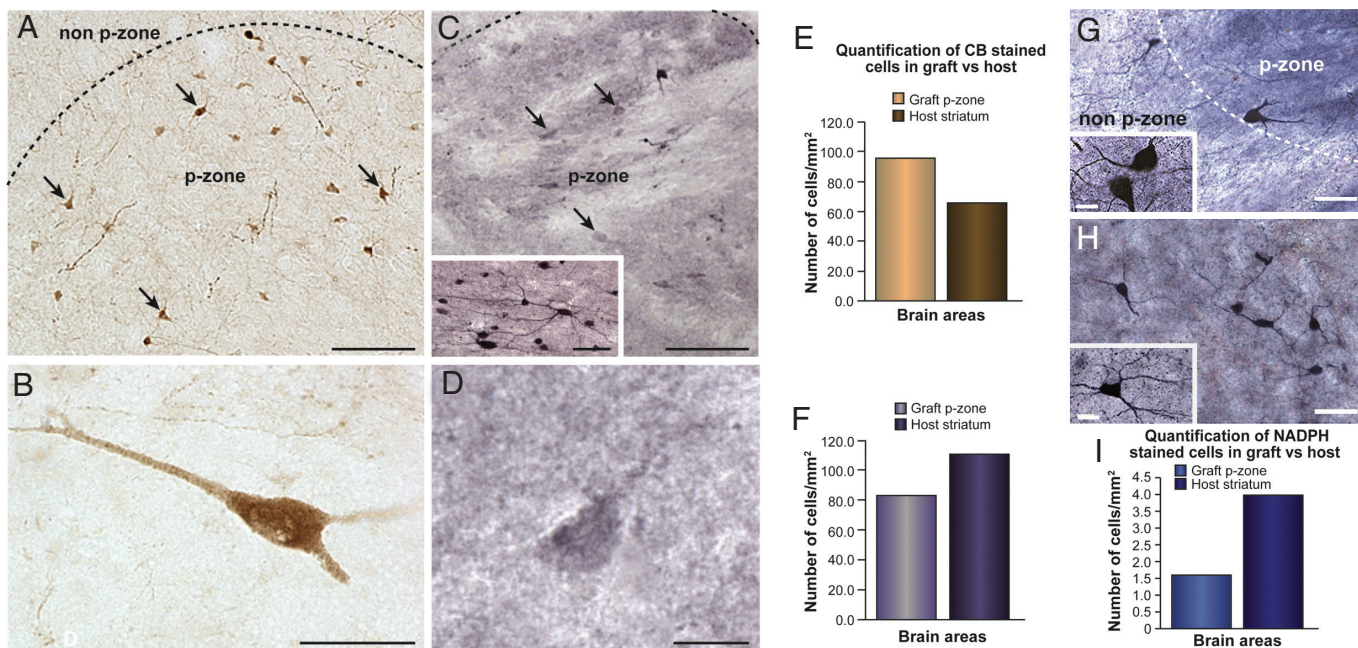 A
non p-zone
p-zone
B
C
p-zone
D
E
Quantification of CB stained
cells in graft vs host
Graft p-zone
Host striatum
120.0
100.0
80.0
60.0
40.0
20.0
0.0
Number of cells/mm²
Brain areas
F
Graft p-zone
Host striatum
120.0
100.0
80.0
60.0
40.0
20.0
0.0
Number of cells/mm²
Brain areas
G
p-zone
non p-zone
H
I
Quantification of NADPH
stained cells in graft vs host
Graft p-zone
Host striatum
4.5
4.0
3.5
3.0
2.5
2.0
1.5
1.0
0.5
0
Number of cells/mm²
Brain areas